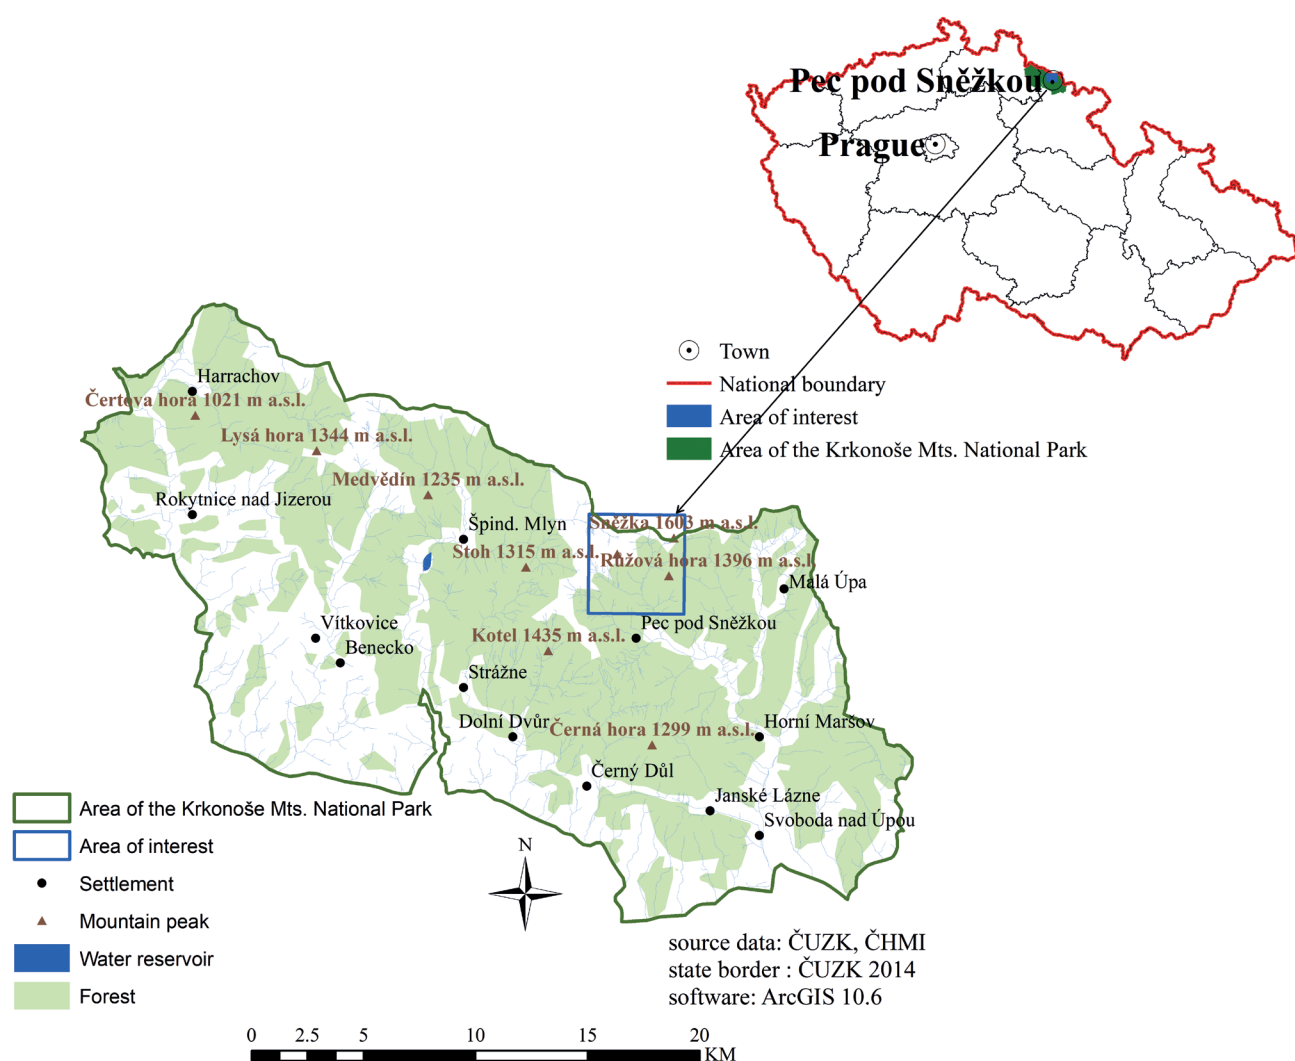 Pec pod Sněžkou
Prague
Town
National boundary
Area of interest
Area of the Krkonoše Mts. National Park
Harrachov
Čertova hora 1021 m a.s.l.
Lysá hora 1344 m a.s.l.
Medvědín 1235 m a.s.l.
Rokytnice nad Jizerou
Špind. Mlyn
Sněžka 1603 m a.s.l.
Stoh 1315 m a.s.l.
Růžová hora 1396 m a.s.l.
Malá Úpa
Vítkovice
Pec pod Sněžkou
Kotel 1435 m a.s.l.
Benecko
Strážne
Dolní Dvůr
Horní Maršov
Černá hora 1299 m a.s.l.
Černý Důl
Janské Lázne
Svoboda nad Úpou
Area of the Krkonoše Mts. National Park
Area of interest
Settlement
Mountain peak
Water reservoir
Forest
N
source data: ČUZK, ČHMI
state border : ČUZK 2014
software: ArcGIS 10.6
0 2.5 5 10 15 20
KM